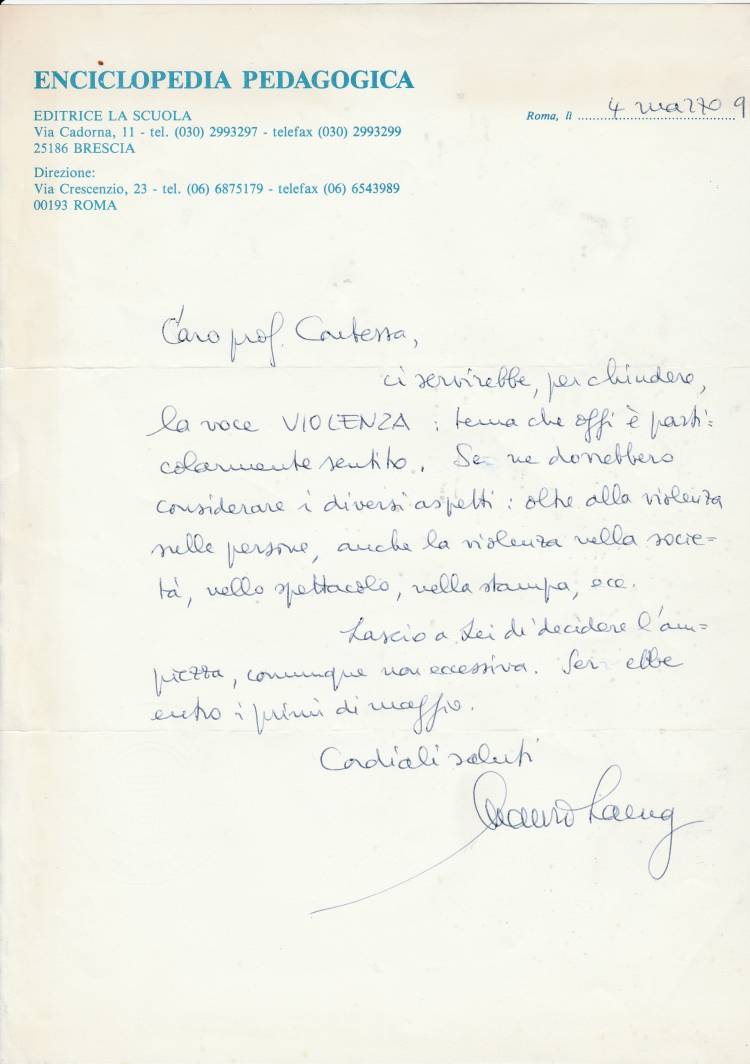 ENCICLOPEDIA PEDAGOGICA
EDITRICE LA SCUOLA
Via Cadorna, 11 - tel. (030) 2993297 - telefax (030) 2993299
25186 BRESCIA
Direzione:
Via Crescenzio, 23 - tel. (06) 6875179 - telefax (06) 6543989
00193 ROMA
Roma, lì 4 marzo 9
Caro prof. Contessa,
ci servirebbe, per chiudere,
la voce VIOLENZA : tema che oggi è parti=
colarmente sentito. Se ne dovrebbero
considerare i diversi aspetti : oltre alla violenza
sulle persone, anche la violenza nella socie=
tà, nello spettacolo, nella stampa, ecc.
Lascio a Lei di decidere l'am=
piezza, comunque non eccessiva. Servirebbe
entro i primi di maggio.
Cordiali saluti
Mauro Laeng